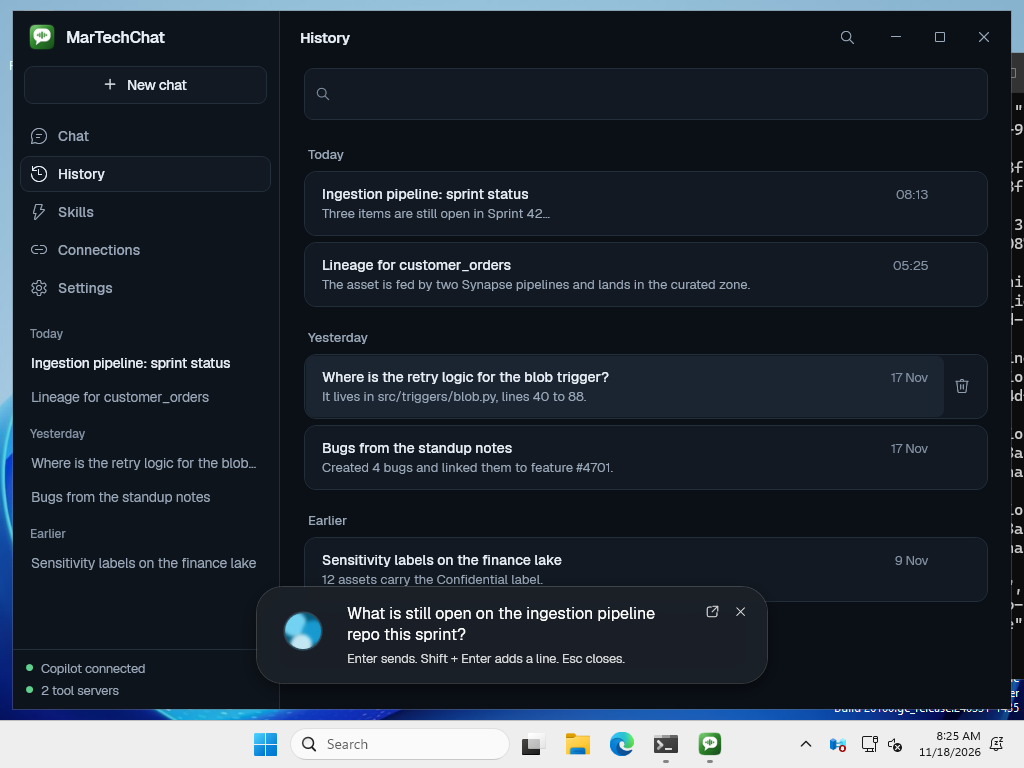 MarTechChat
History
New chat
Chat
History
Skills
Connections
Settings
Today
Ingestion pipeline: sprint status
Lineage for customer_orders
Yesterday
Where is the retry logic for the blob...
Bugs from the standup notes
Earlier
Sensitivity labels on the finance lake
Copilot connected
2 tool servers
Today
Ingestion pipeline: sprint status
08:13
Three items are still open in Sprint 42...
Lineage for customer_orders
05:25
The asset is fed by two Synapse pipelines and lands in the curated zone.
Yesterday
Where is the retry logic for the blob trigger?
17 Nov
It lives in src/triggers/blob.py, lines 40 to 88.
Bugs from the standup notes
17 Nov
Created 4 bugs and linked them to feature #4701.
Earlier
Sensitivity labels on the finance lake
9 Nov
12 assets carry the Confidential label.
What is still open on the ingestion pipeline
repo this sprint?
Enter sends. Shift + Enter adds a line. Esc closes.
Search
8:25 AM
11/18/2026